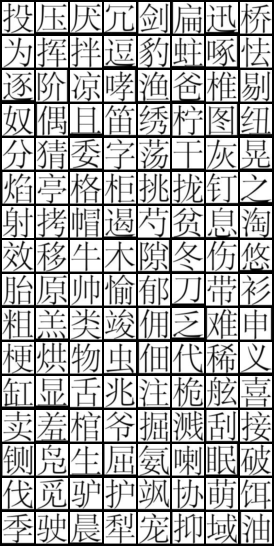 投压厌冗剑扁迅桥
为挥拌逗豹蛀啄怯
逐阶凉哮渔爸椎剔
奴偶旦笛绣柠图纽
分猜委字荡干灰晃
焰亭格柜挑拢钉之
射拷帽遏芍贫息淘
效移牛木隙冬伤悠
胎原帅愉郁刀带衫
粗羔类竣佣乏难申
梗烘物虫佃代稀义
缸显舌兆注桅舷喜
卖羞棺爷掘溅刮接
铡凫生屈氨喇眠破
伐觅驴护飒协萌饵
季驶晨犁宠抑域油